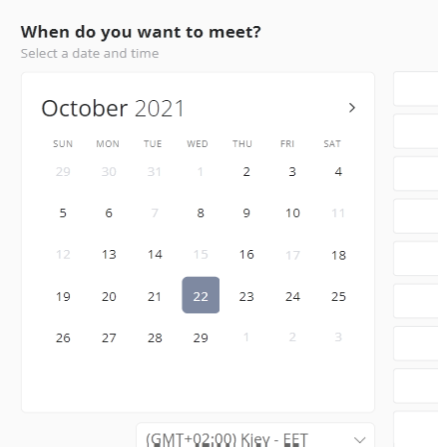 When do you want to meet?
Select a date and time
October 2021
SUN MON TUE WED THU FRI SAT
29 30 31 1 2 3 4
5 6 7 8 9 10 11
12 13 14 15 16 17 18
19 20 21 22 23 24 25
26 27 28 29 1 2 3
(GMT+02:00) Kiev - EET